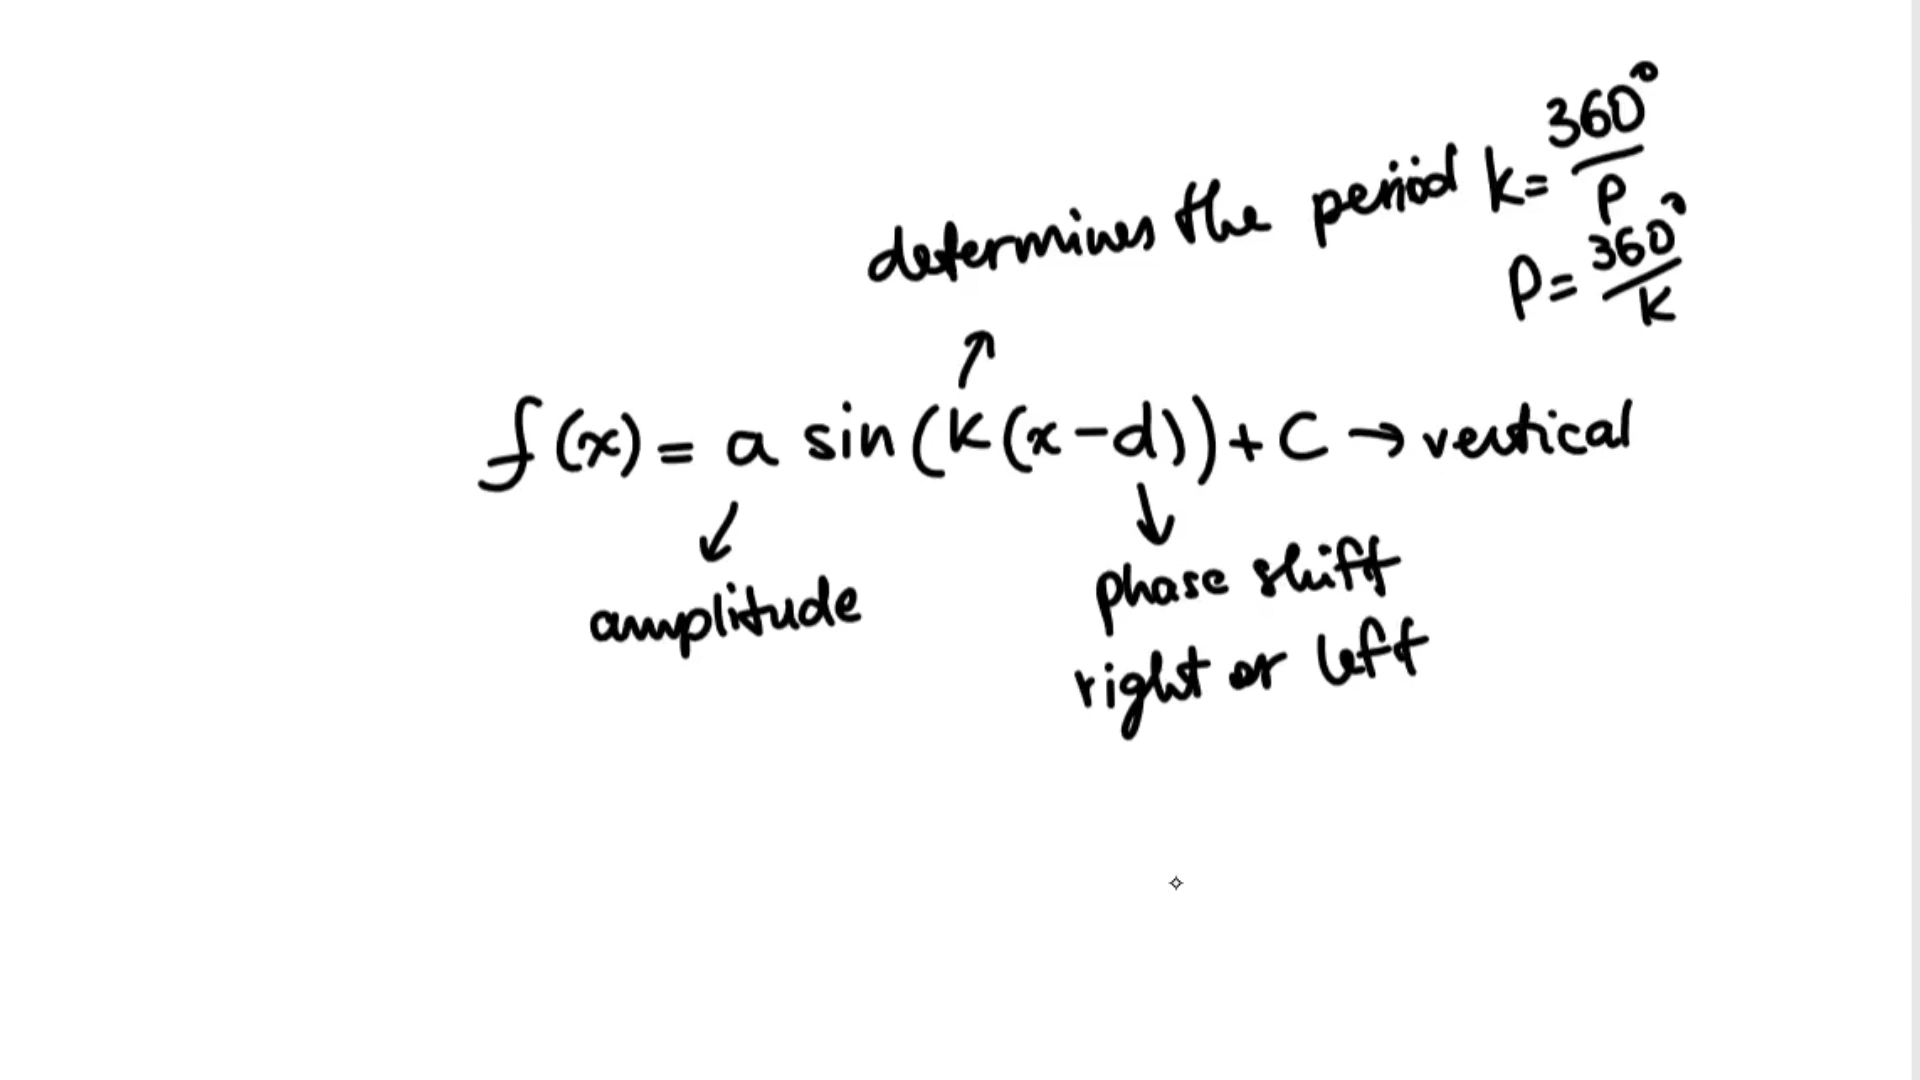 determines the period k = 360°/P
P = 360°/k
f(x) = a sin(k(x-d)) + c → vertical
amplitude
phase shift
right or left